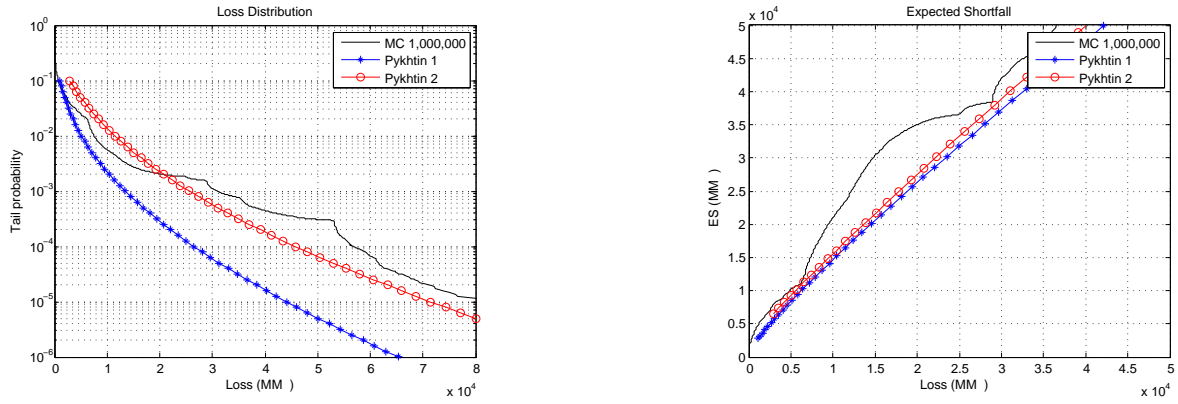 Loss Distribution
10^0
10^−1
10^−2
10^−3
10^−4
10^−5
10^−6
Tail probability
MC 1,000,000
Pykhtin 1
Pykhtin 2
0 1 2 3 4 5 6 7 8
Loss (MM )
x 10^4
Expected Shortfall
x 10^4
5
4.5
4
3.5
3
2.5
2
1.5
1
0.5
0
ES (MM )
MC 1,000,000
Pykhtin 1
Pykhtin 2
0 0.5 1 1.5 2 2.5 3 3.5 4 4.5 5
Loss (MM )
x 10^4